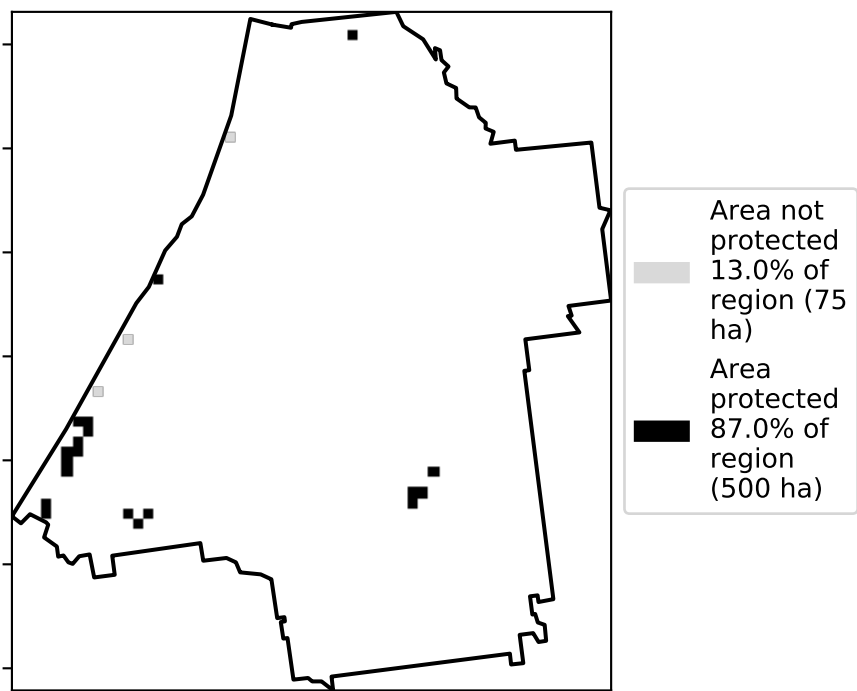 Area not
protected
13.0% of
region (75
ha)
Area
protected
87.0% of
region
(500 ha)